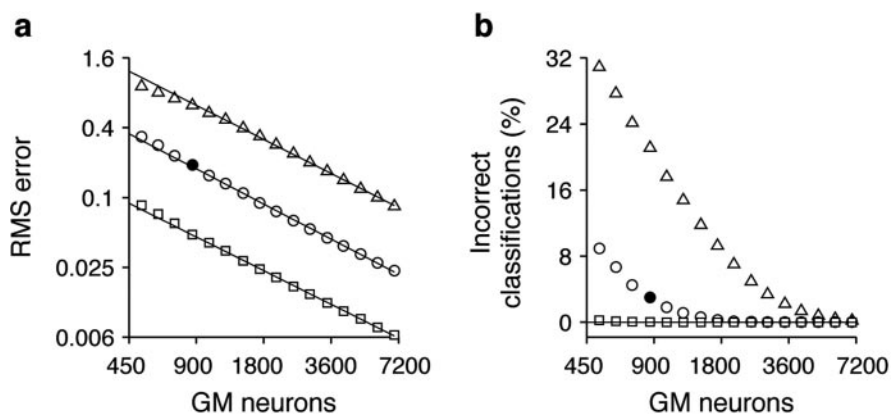 a
b
1.6
0.4
0.1
0.025
0.006
RMS error
450 900 1800 3600 7200
GM neurons
32
24
16
8
0
Incorrect
classifications (%)
450 900 1800 3600 7200
GM neurons